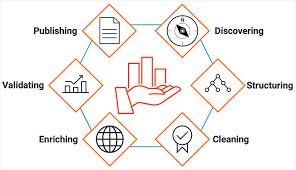 Publishing
Discovering
Validating
Structuring
Enriching
Cleaning